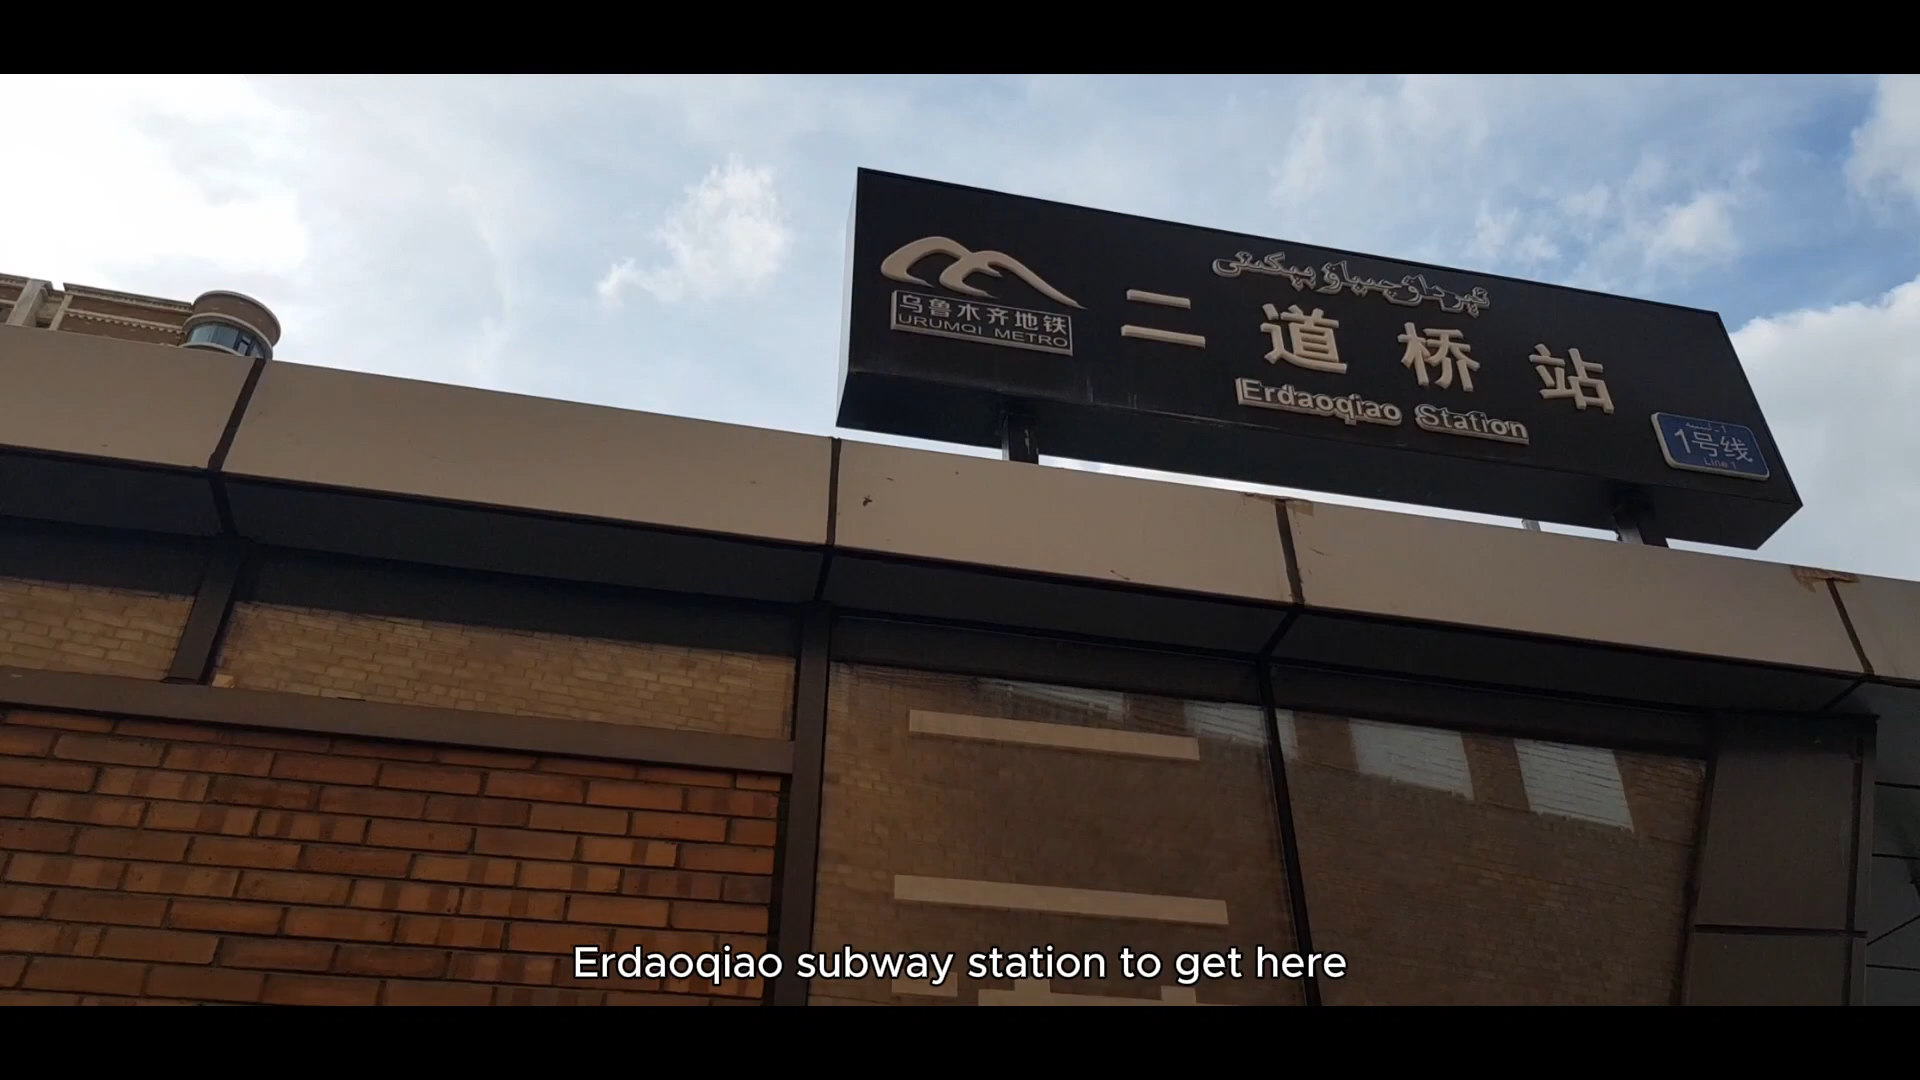 乌鲁木齐地铁
URUMQI METRO
二道桥站
Erdaoqiao Station
1号线
Line 1
Erdaoqiao subway station to get here